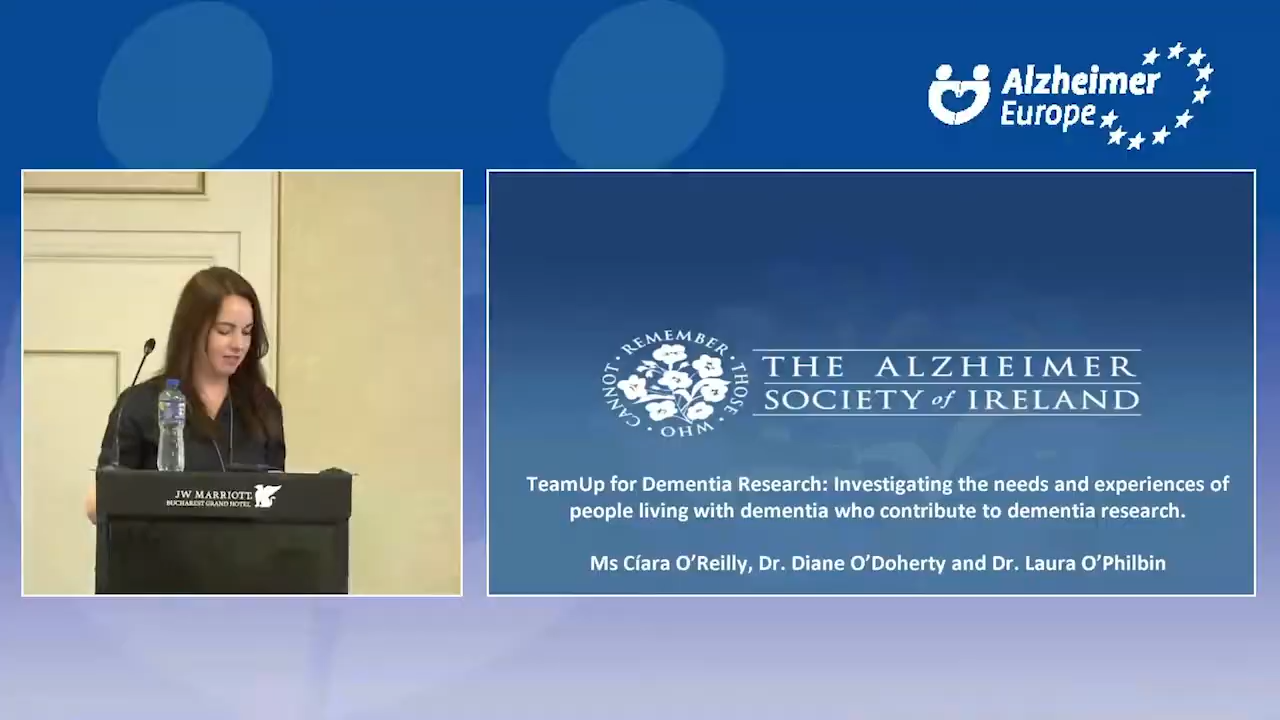 Alzheimer
Europe
JW MARRIOTT
BUCHAREST GRAND HOTEL
· REMEMBER · THOSE · WHO · CANNOT
THE ALZHEIMER
SOCIETY of IRELAND
TeamUp for Dementia Research: Investigating the needs and experiences of
people living with dementia who contribute to dementia research.
Ms Cíara O’Reilly, Dr. Diane O’Doherty and Dr. Laura O’Philbin